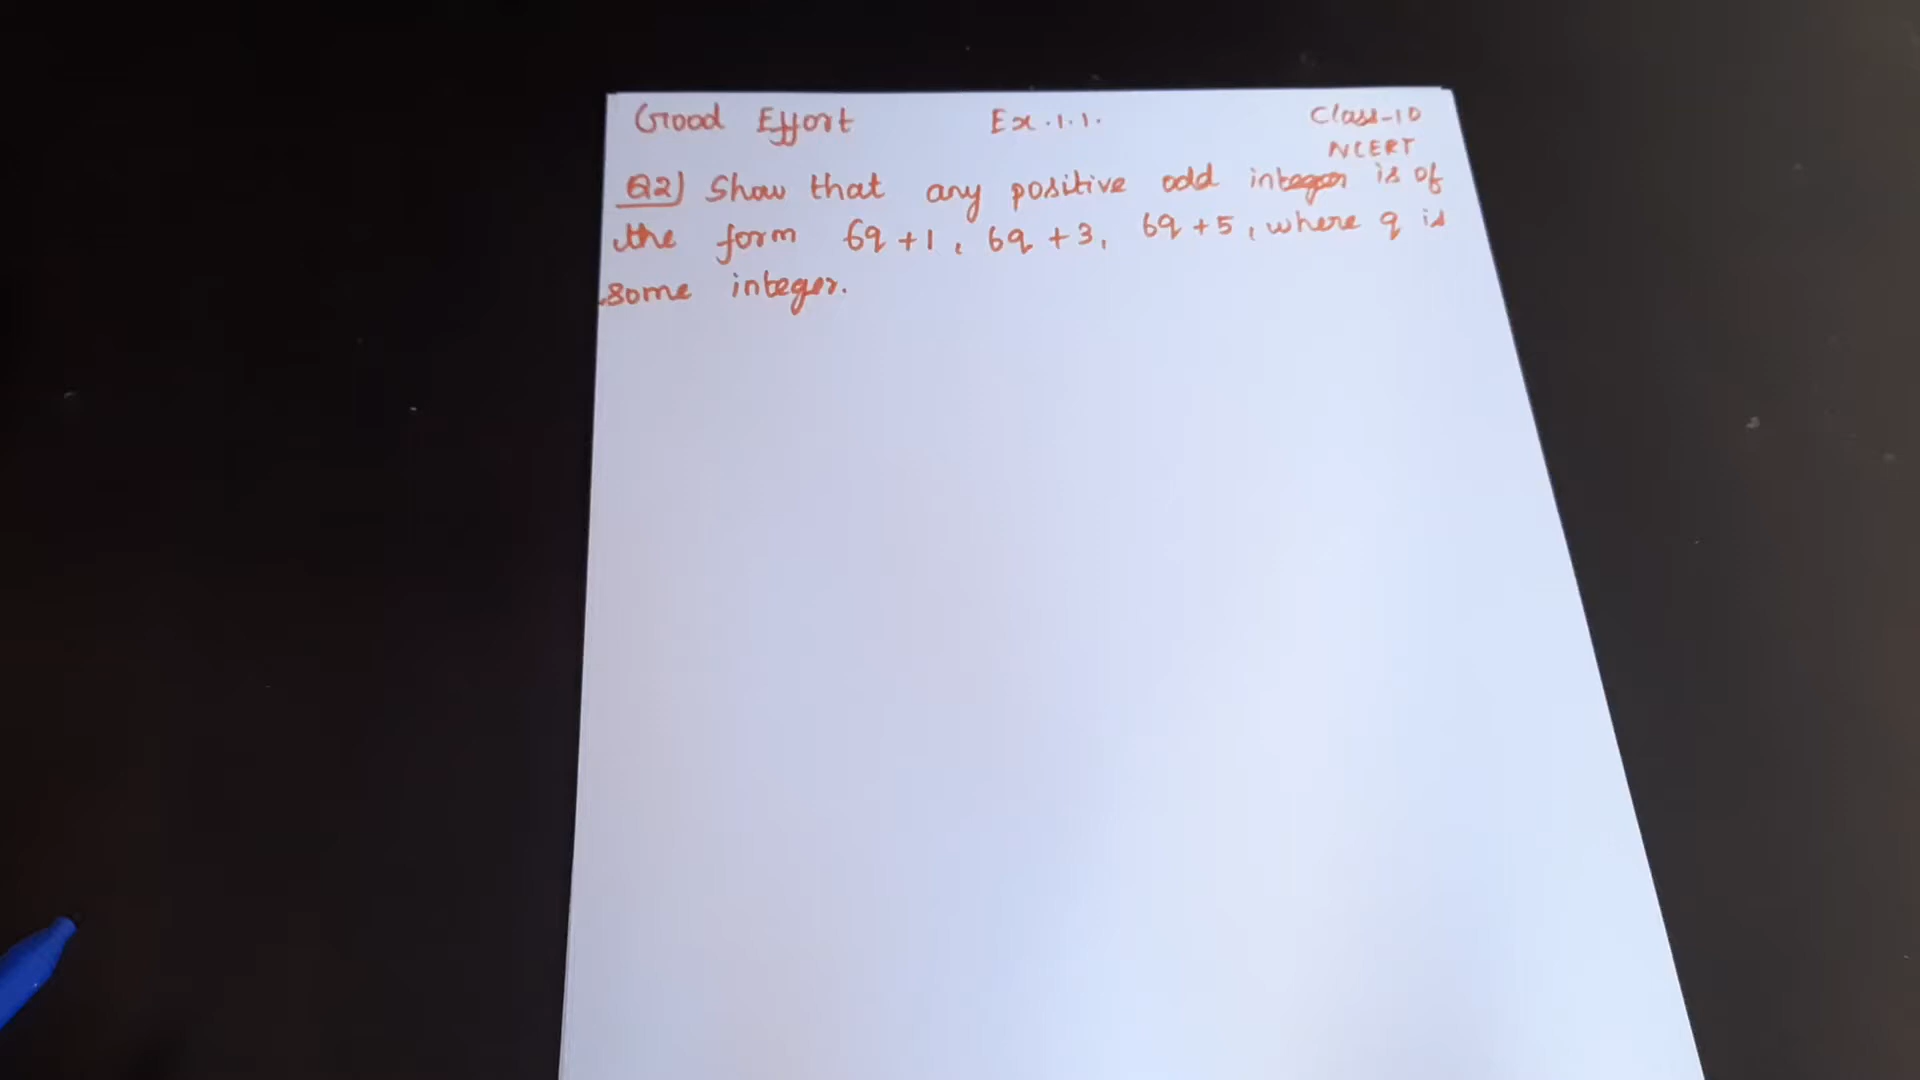 Good Effort Ex.1.1. Class-10
NCERT
Q2) Show that any positive odd integer is of
the form 6q+1, 6q+3, 6q+5, where q is
some integer.